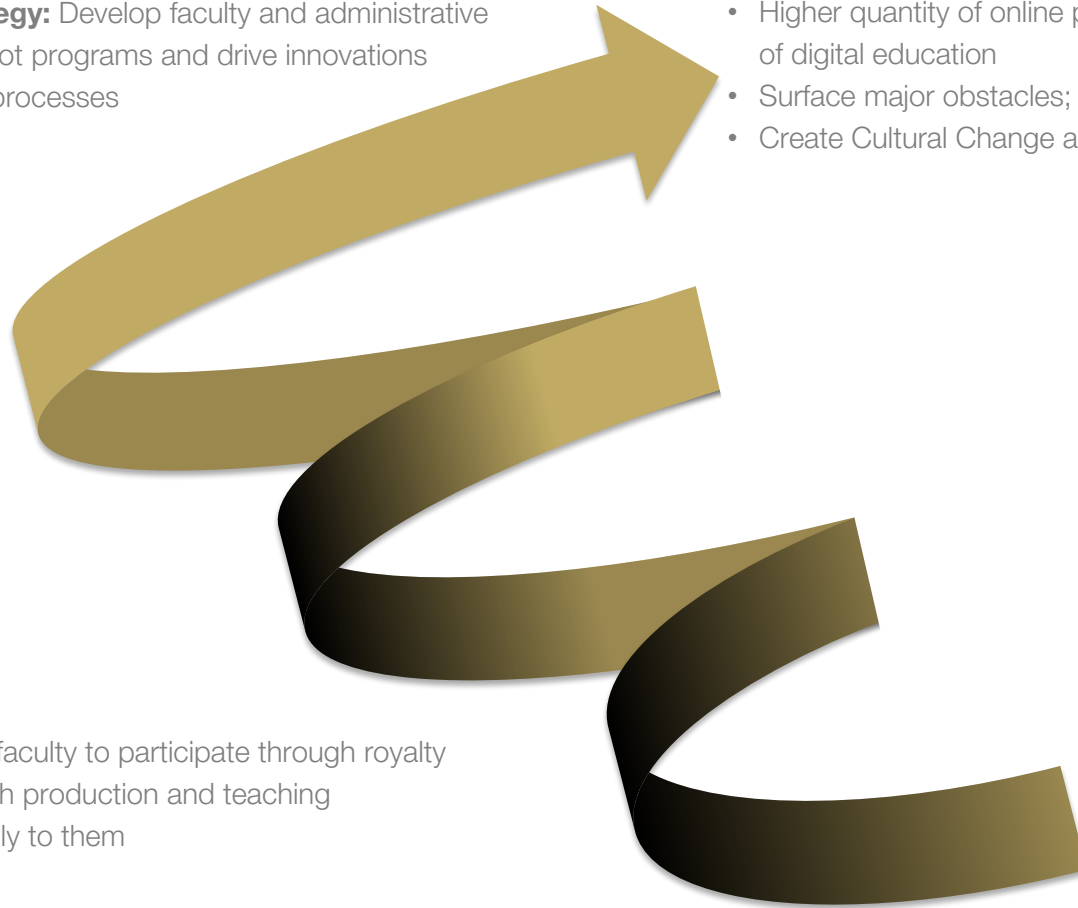 egy: Develop faculty and administrative
ot programs and drive innovations
processes
• Higher quantity of online p
of digital education
• Surface major obstacles;
• Create Cultural Change a
faculty to participate through royalty
h production and teaching
ly to them